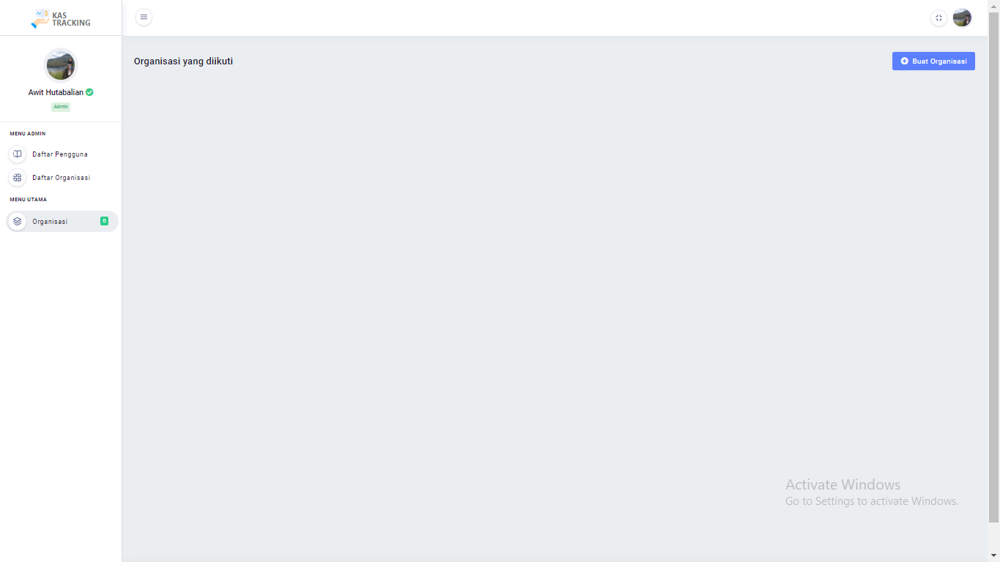 KAS
TRACKING
Awit Hutabalian
Admin
MENU ADMIN
Daftar Pengguna
Daftar Organisasi
MENU UTAMA
Organisasi 0
Organisasi yang diikuti
Buat Organisasi
Activate Windows
Go to Settings to activate Windows.